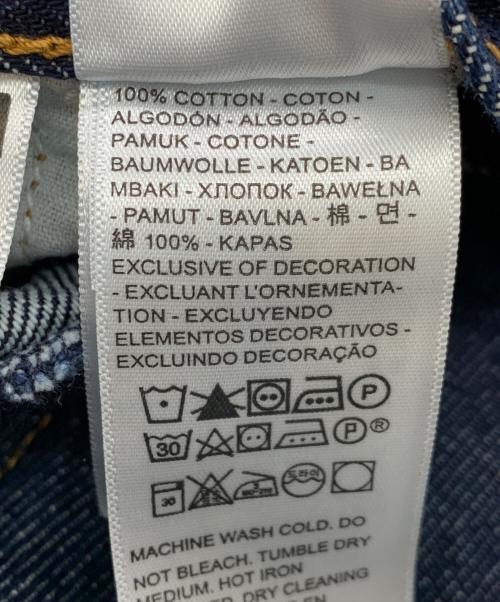 100% COTTON - COTON -
ALGODÓN - ALGODÃO -
PAMUK - COTONE -
BAUMWOLLE - KATOEN - BA
MBAKI - ХЛОПОК - BAWEŁNA
- PAMUT - BAVLNA - 棉 - 면 -
綿 100% - KAPAS
EXCLUSIVE OF DECORATION
- EXCLUANT L'ORNEMENTA-
TION - EXCLUYENDO
ELEMENTOS DECORATIVOS -
EXCLUINDO DECORAÇÃO
P
30 P ®
30 드라이
MACHINE WASH COLD. DO
NOT BLEACH. TUMBLE DRY
MEDIUM. HOT IRON
DRY CLEANING